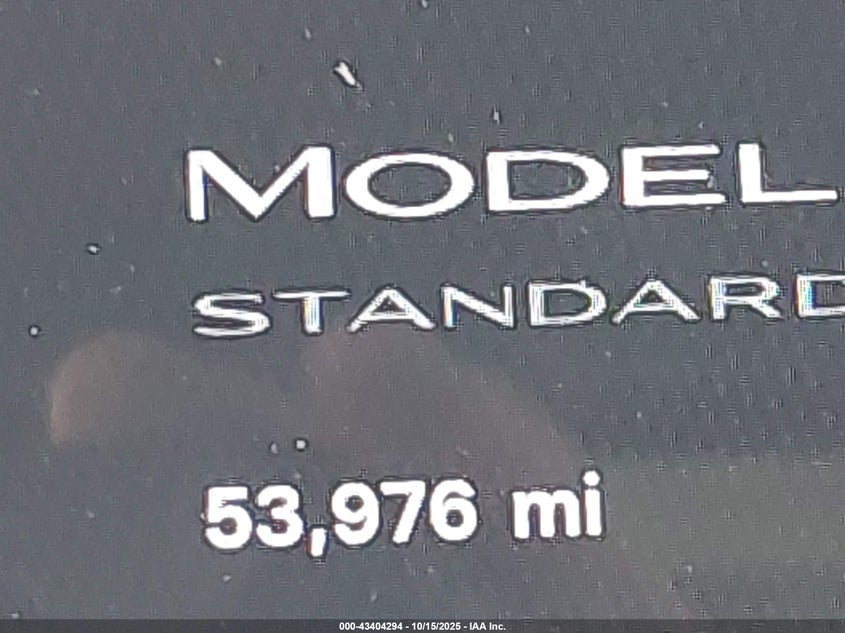 MODEL
STANDARD
53,976 mi
000-43404294 - 10/15/2025 - IAA Inc.